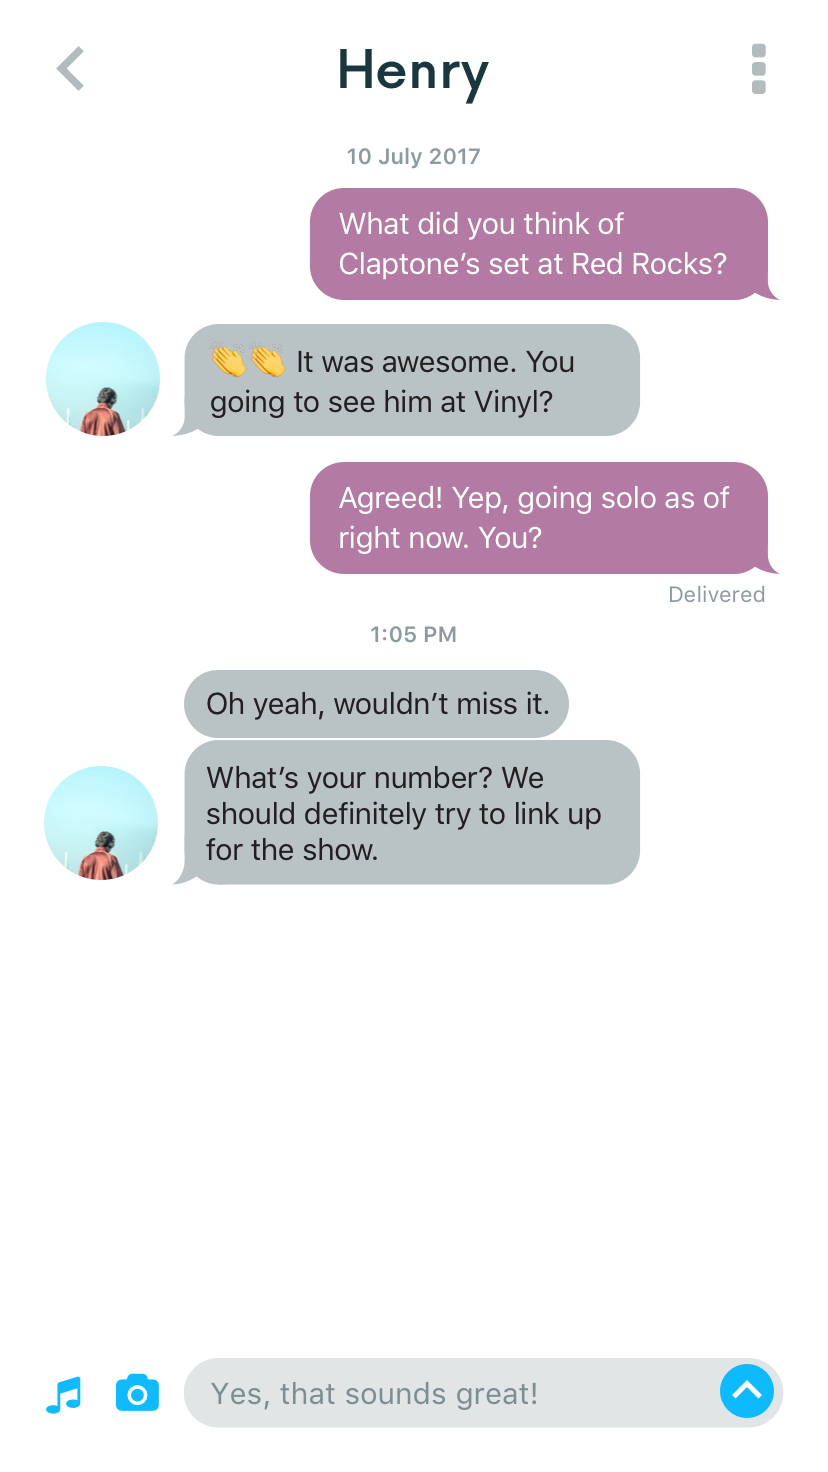 Henry
10 July 2017
What did you think of
Claptone’s set at Red Rocks?
👏👏 It was awesome. You
going to see him at Vinyl?
Agreed! Yep, going solo as of
right now. You?
Delivered
1:05 PM
Oh yeah, wouldn’t miss it.
What’s your number? We
should definitely try to link up
for the show.
Yes, that sounds great!